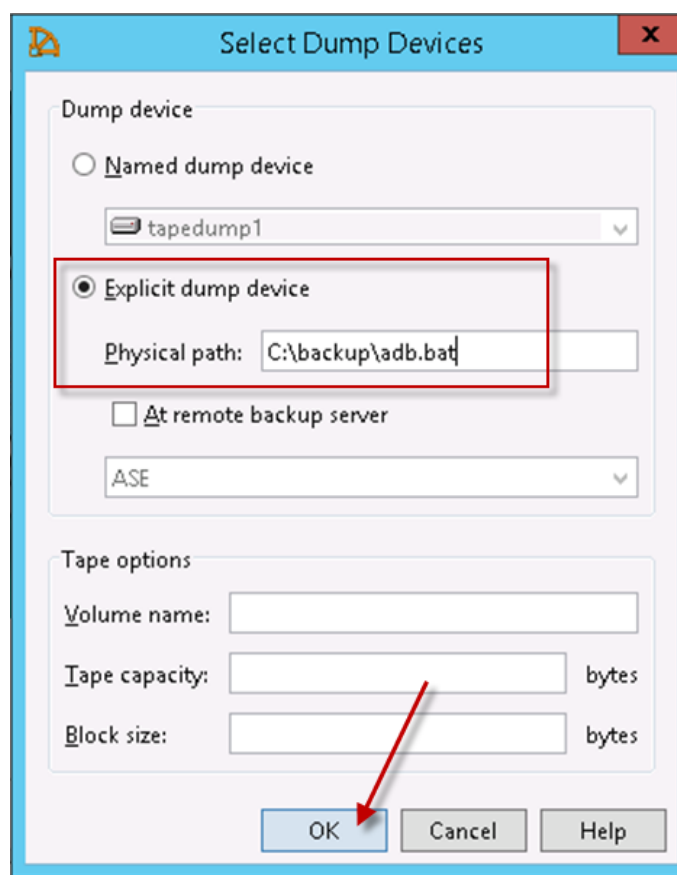 Select Dump Devices
x
Dump device
Named dump device
tapedump1
Explicit dump device
Physical path: C:\backup\adb.bat
At remote backup server
ASE
Tape options
Volume name:
Tape capacity: bytes
Block size: bytes
OK Cancel Help